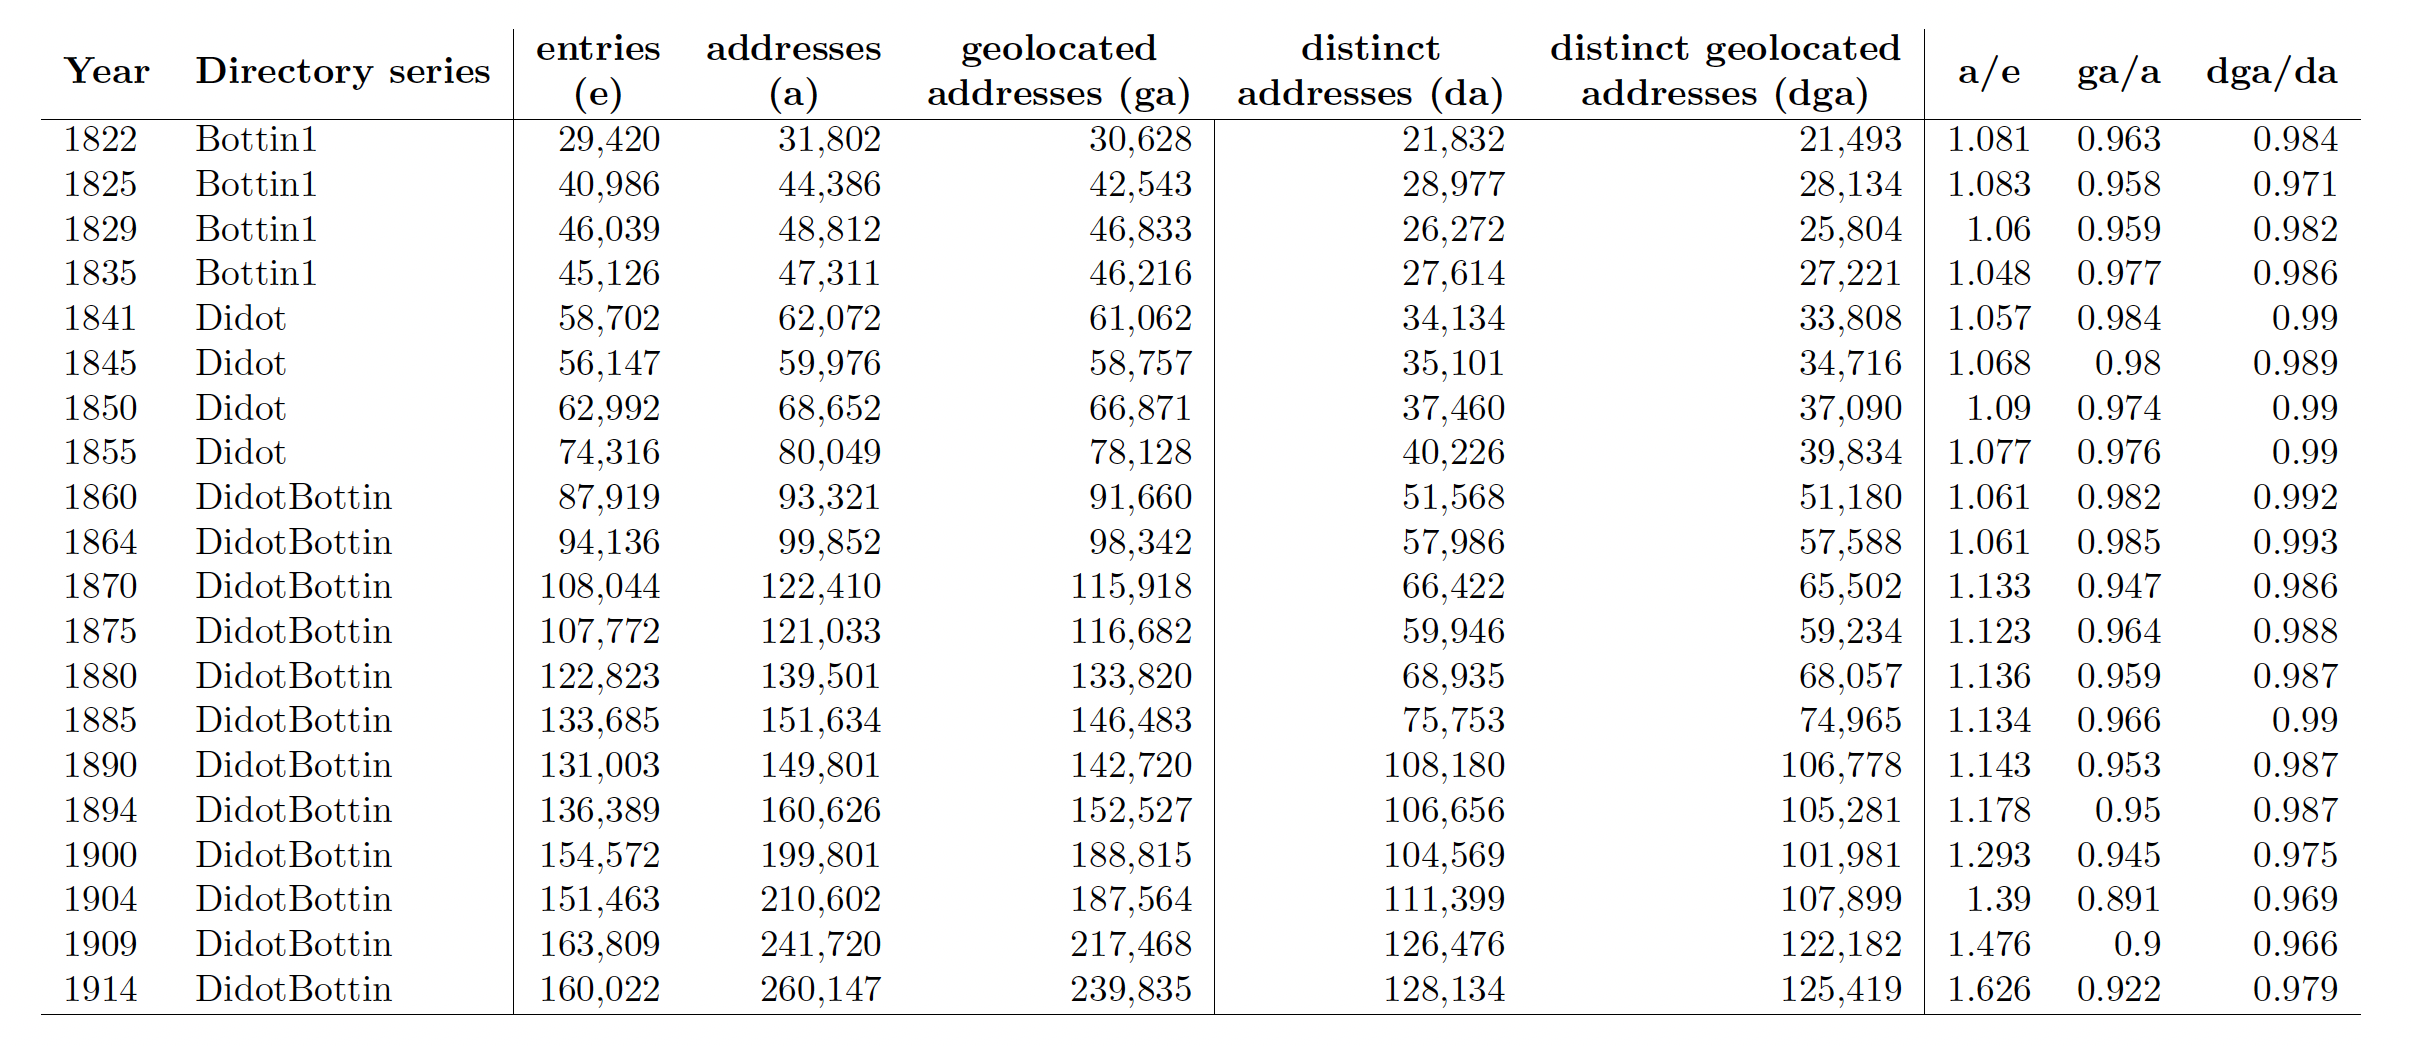 Year Directory series entries (e) addresses (a) geolocated addresses (ga) distinct addresses (da) distinct geolocated addresses (dga) a/e ga/a dga/da
1822 Bottin1 29,420 31,802 30,628 21,832 21,493 1.081 0.963 0.984
1825 Bottin1 40,986 44,386 42,543 28,977 28,134 1.083 0.958 0.971
1829 Bottin1 46,039 48,812 46,833 26,272 25,804 1.06 0.959 0.982
1835 Bottin1 45,126 47,311 46,216 27,614 27,221 1.048 0.977 0.986
1841 Didot 58,702 62,072 61,062 34,134 33,808 1.057 0.984 0.99
1845 Didot 56,147 59,976 58,757 35,101 34,716 1.068 0.98 0.989
1850 Didot 62,992 68,652 66,871 37,460 37,090 1.09 0.974 0.99
1855 Didot 74,316 80,049 78,128 40,226 39,834 1.077 0.976 0.99
1860 DidotBottin 87,919 93,321 91,660 51,568 51,180 1.061 0.982 0.992
1864 DidotBottin 94,136 99,852 98,342 57,986 57,588 1.061 0.985 0.993
1870 DidotBottin 108,044 122,410 115,918 66,422 65,502 1.133 0.947 0.986
1875 DidotBottin 107,772 121,033 116,682 59,946 59,234 1.123 0.964 0.988
1880 DidotBottin 122,823 139,501 133,820 68,935 68,057 1.136 0.959 0.987
1885 DidotBottin 133,685 151,634 146,483 75,753 74,965 1.134 0.966 0.99
1890 DidotBottin 131,003 149,801 142,720 108,180 106,778 1.143 0.953 0.987
1894 DidotBottin 136,389 160,626 152,527 106,656 105,281 1.178 0.95 0.987
1900 DidotBottin 154,572 199,801 188,815 104,569 101,981 1.293 0.945 0.975
1904 DidotBottin 151,463 210,602 187,564 111,399 107,899 1.39 0.891 0.969
1909 DidotBottin 163,809 241,720 217,468 126,476 122,182 1.476 0.9 0.966
1914 DidotBottin 160,022 260,147 239,835 128,134 125,419 1.626 0.922 0.979